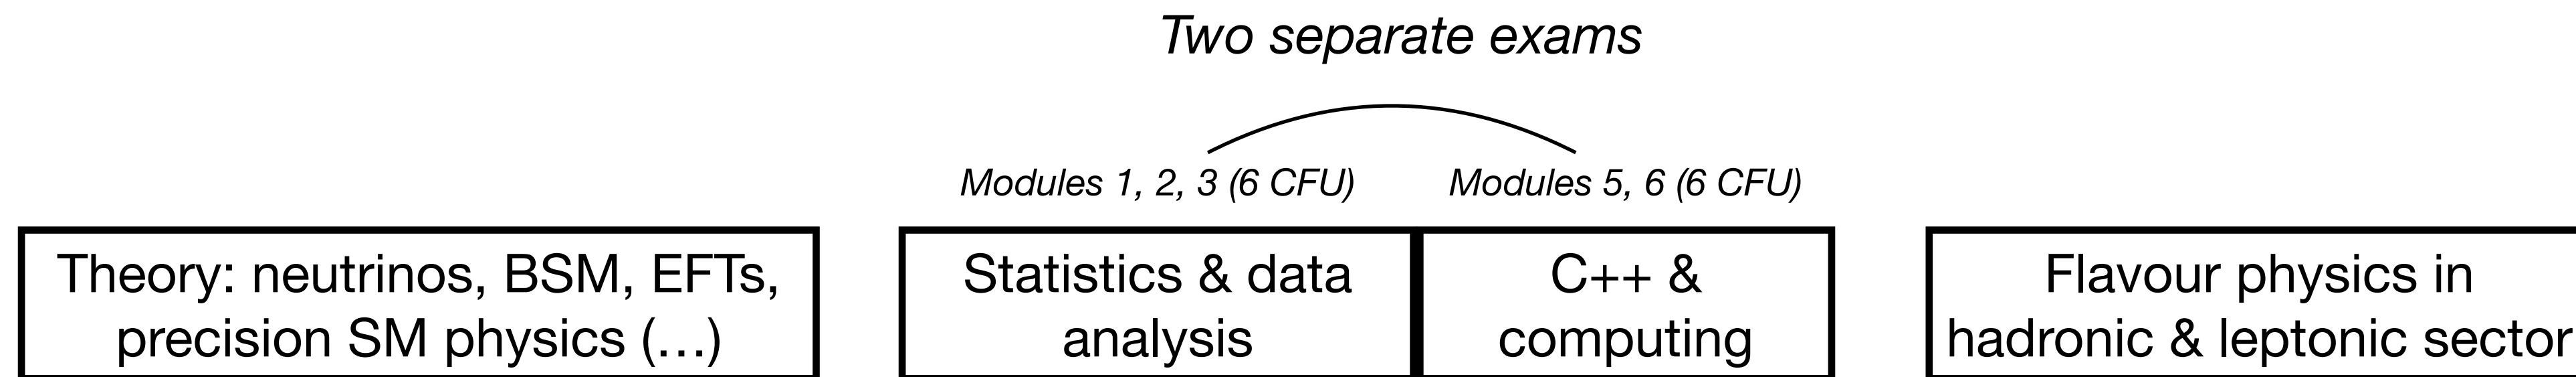 Two separate exams
Modules 1, 2, 3 (6 CFU)
Modules 5, 6 (6 CFU)
Theory: neutrinos, BSM, EFTs,
precision SM physics (…)
Statistics & data
analysis
C++ &
computing
Flavour physics in
hadronic & leptonic sector